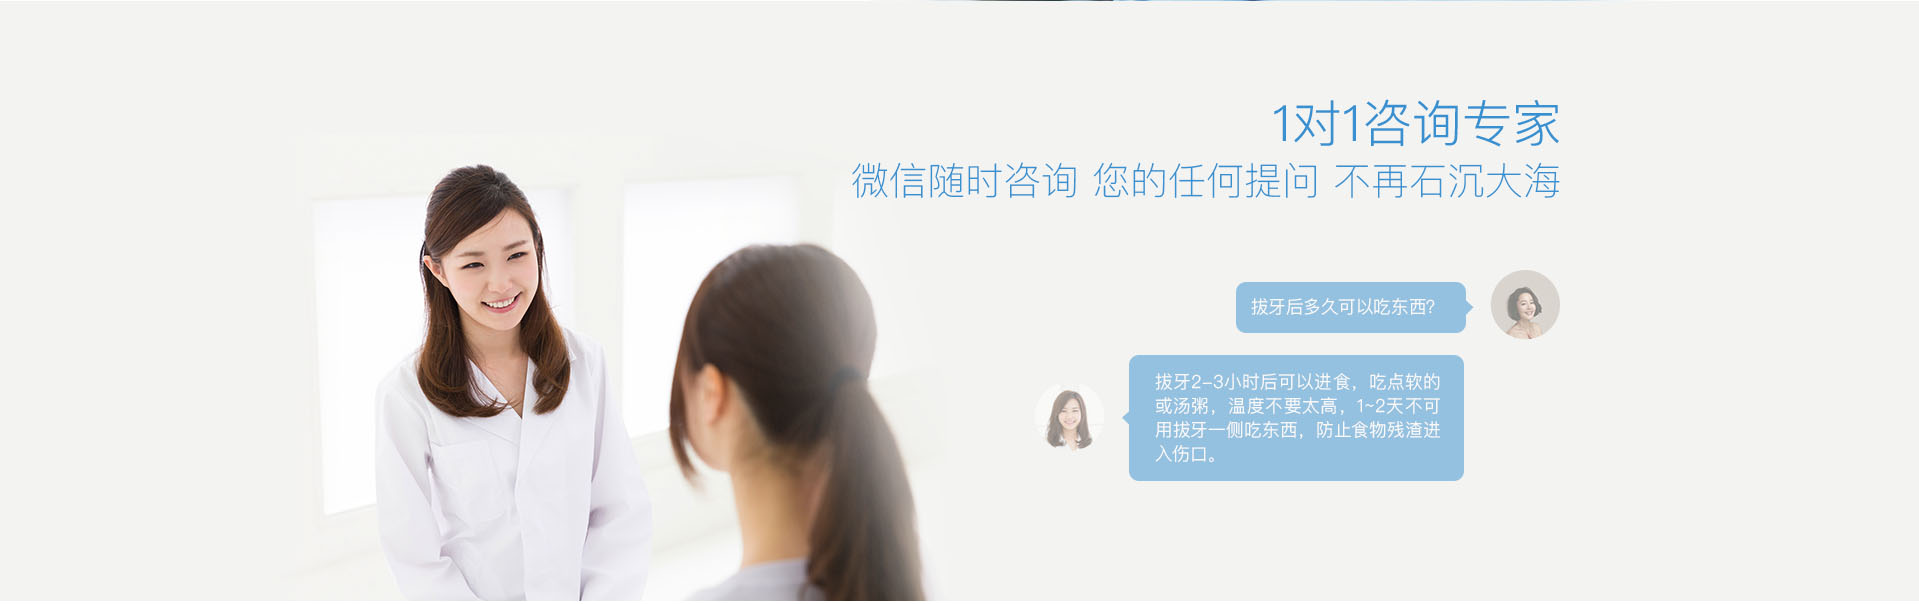 1对1咨询专家
微信随时咨询 您的任何提问 不再石沉大海
拔牙后多久可以吃东西?
拔牙2-3小时后可以进食，吃点软的
或汤粥，温度不要太高，1~2天不可
用拔牙一侧吃东西，防止食物残渣进
入伤口。